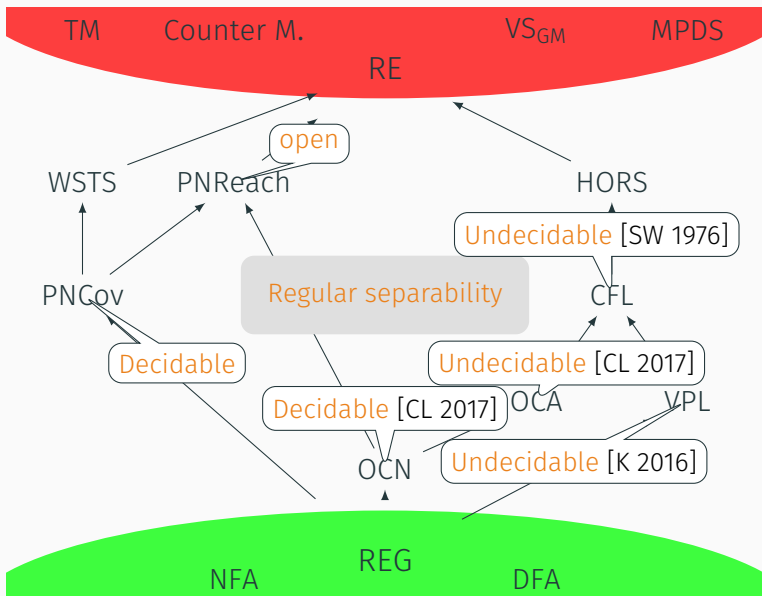 TM Counter M. VS_GM MPDS
RE
open
WSTS PNReach HORS
Undecidable [SW 1976]
PNCov Regular separability CFL
Decidable Undecidable [CL 2017]
Decidable [CL 2017] OCA VPL
OCN Undecidable [K 2016]
REG
NFA DFA